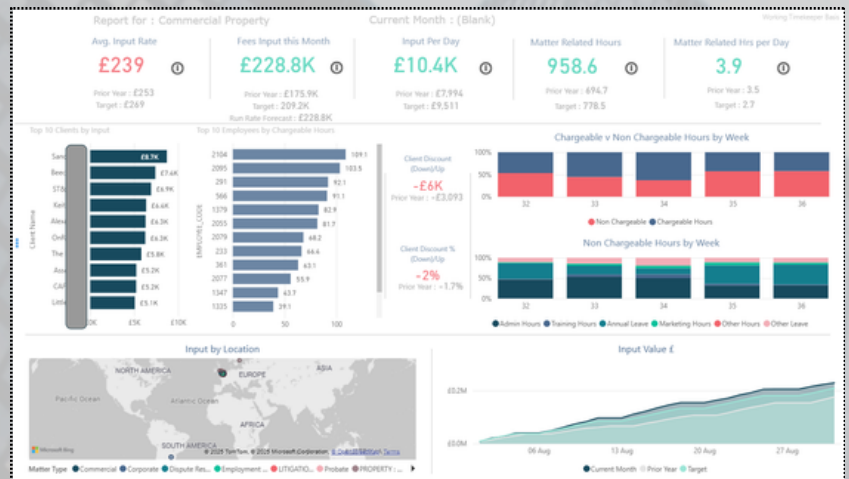 Report for : Commercial Property
Current Month : (Blank)
Working Timekeeper Basis
Avg. Input Rate
£239
Prior Year : £253
Target : £269
Fees Input this Month
£228.8K
Prior Year : £175.9K
Target : 209.2K
Run Rate Forecast : £228.8K
Input Per Day
£10.4K
Prior Year : £7,994
Target : £9,511
Matter Related Hours
958.6
Prior Year : 694.7
Target : 778.5
Matter Related Hrs per Day
3.9
Prior Year : 3.5
Target : 2.7
Top 10 Clients by Input
Client Name
£8.7K
£7.4K
£6.9K
£6.4K
£6.3K
£6.3K
£5.8K
£5.2K
£5.2K
£5.1K
£5K £10K
Top 10 Employees by Chargeable Hours
EMPLOYEE_CODE
2104 109.1
2095 103.5
291 92.1
566 91.1
1379 82.9
2055 81.7
2079 68.2
233 66.6
361 63.1
2077 55.9
1347 43.7
1335 39.1
0 50 100
Client Discount
(Down)/Up
-£6K
Prior Year : -£3,093
Client Discount %
(Down)/Up
-2%
Prior Year : -1.7%
Chargeable v Non Chargeable Hours by Week
100%
50%
0%
32 33 34 35 36
Non Chargeable Chargeable Hours
Non Chargeable Hours by Week
100%
50%
0%
32 33 34 35 36
Admin Hours Training Hours Annual Leave Marketing Hours Other Hours Other Leave
Input by Location
NORTH AMERICA
EUROPE
ASIA
Pacific Ocean
Atlantic Ocean
AFRICA
SOUTH AMERICA
Microsoft Bing
© 2025 TomTom, © 2025 Microsoft Corporation, © OpenStreetMap Terms
Matter Type Commercial Corporate Dispute Res... Employment ... LITIGATIO... Probate PROPERTY : ...
Input Value £
£0.2M
£0.0M
06 Aug 13 Aug 20 Aug 27 Aug
Current Month Prior Year Target